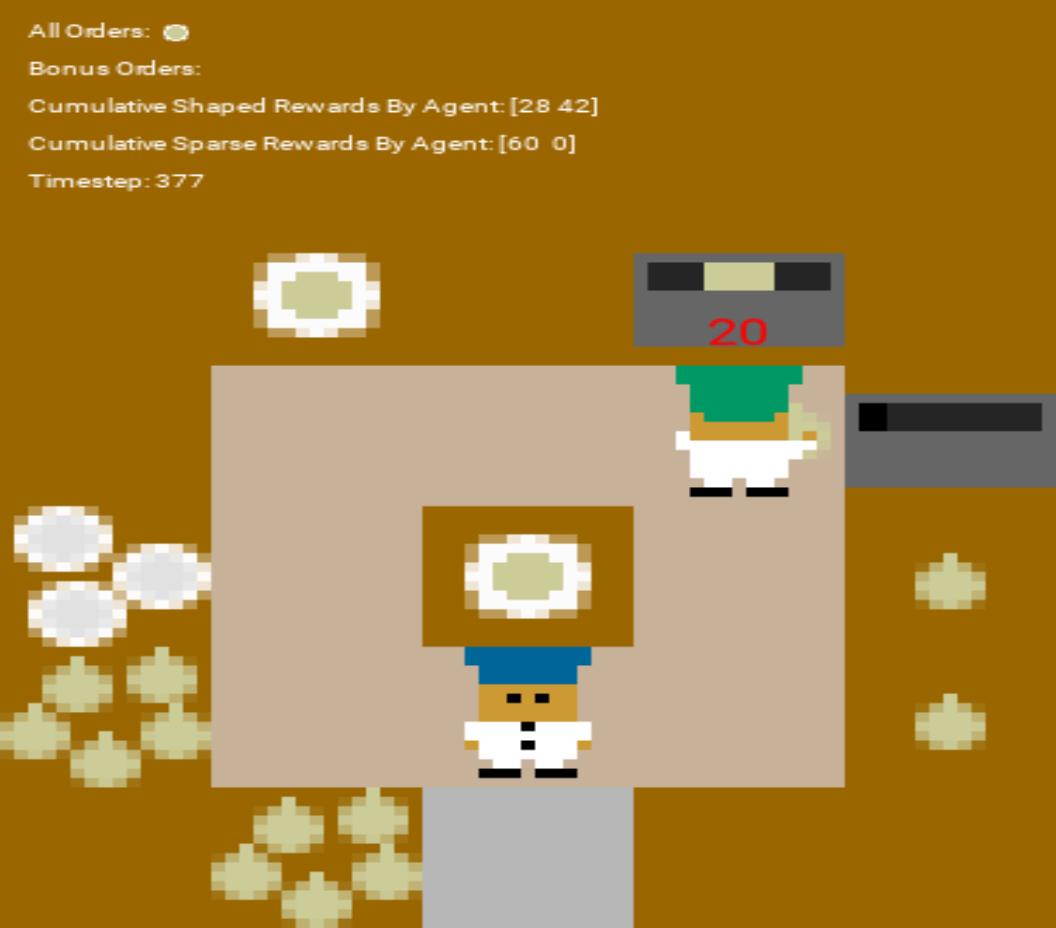 All Orders:
Bonus Orders:
Cumulative Shaped Rewards By Agent: [28 42]
Cumulative Sparse Rewards By Agent: [60  0]
Timestep: 377
20